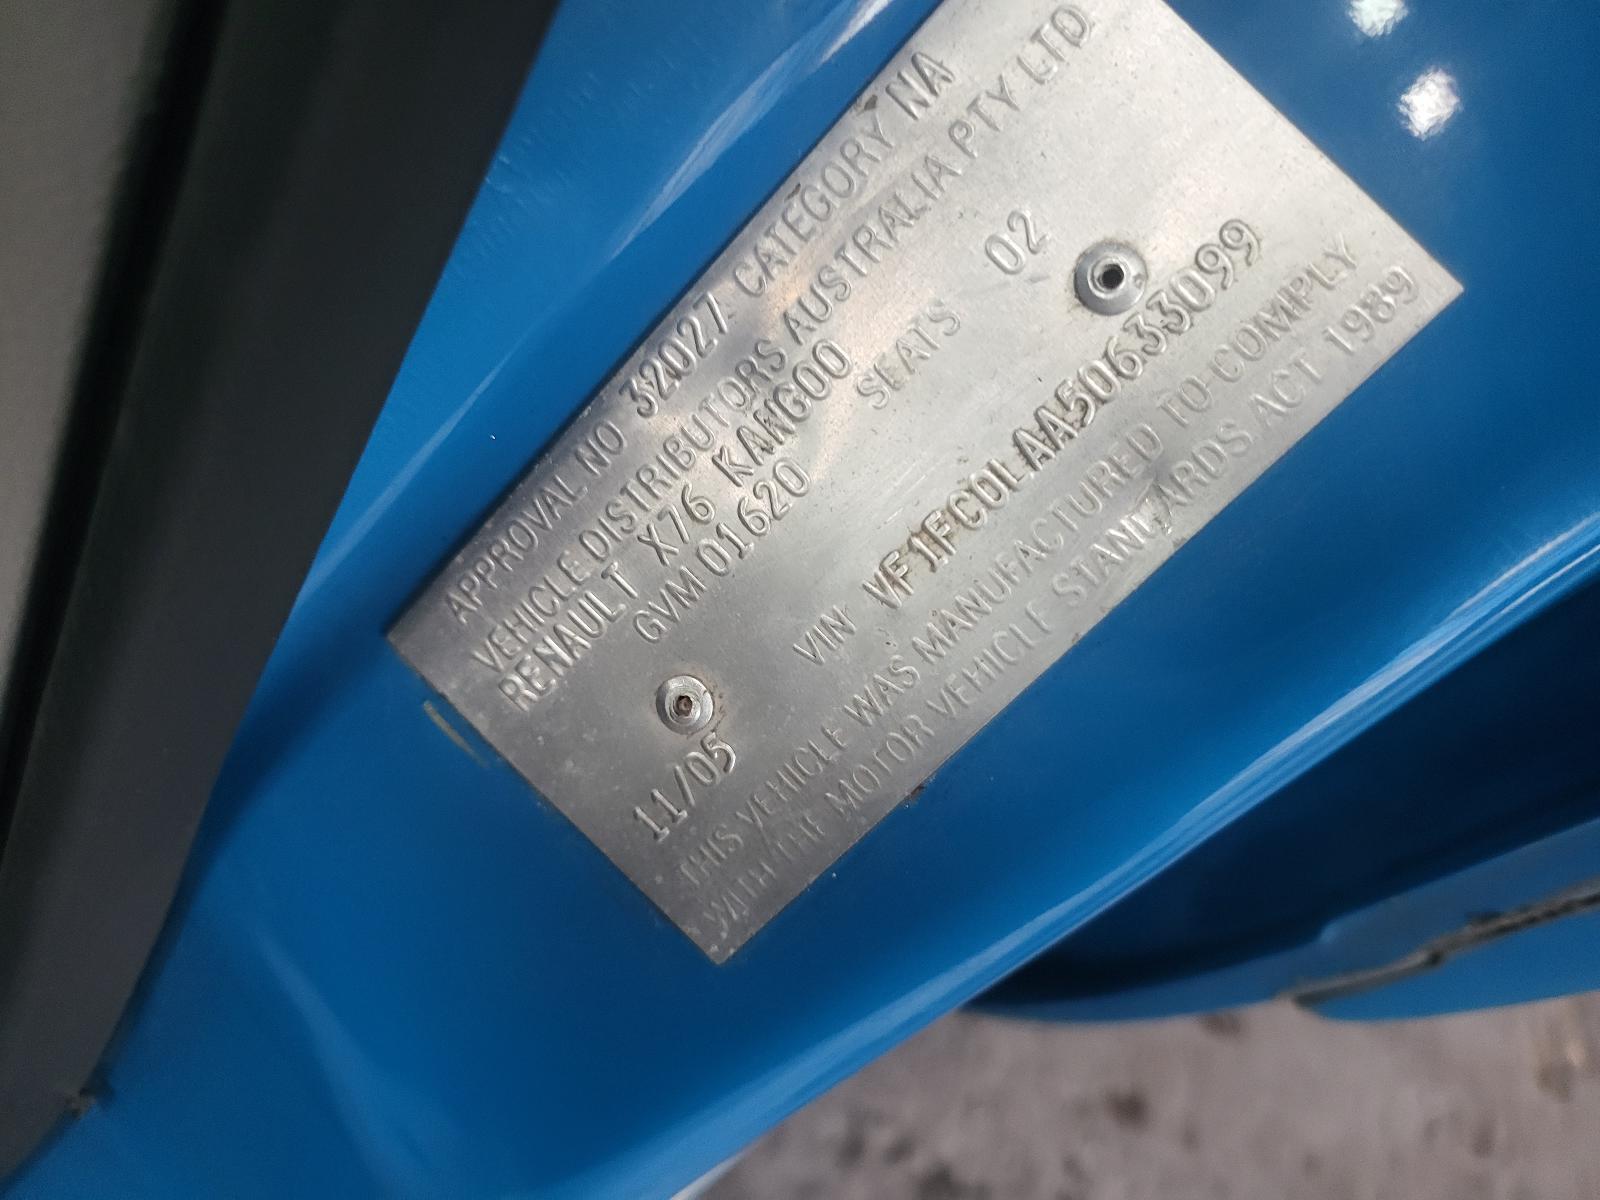 APPROVAL NO 32027 CATEGORY NA
VEHICLE DISTRIBUTORS AUSTRALIA PTY LTD
RENAULT X76 KANGOO
GVM 01620 SEATS 02
VIN VF1FC0LAA50633099
11/05
THIS VEHICLE WAS MANUFACTURED TO COMPLY
WITH THE MOTOR VEHICLE STANDARDS ACT 1989